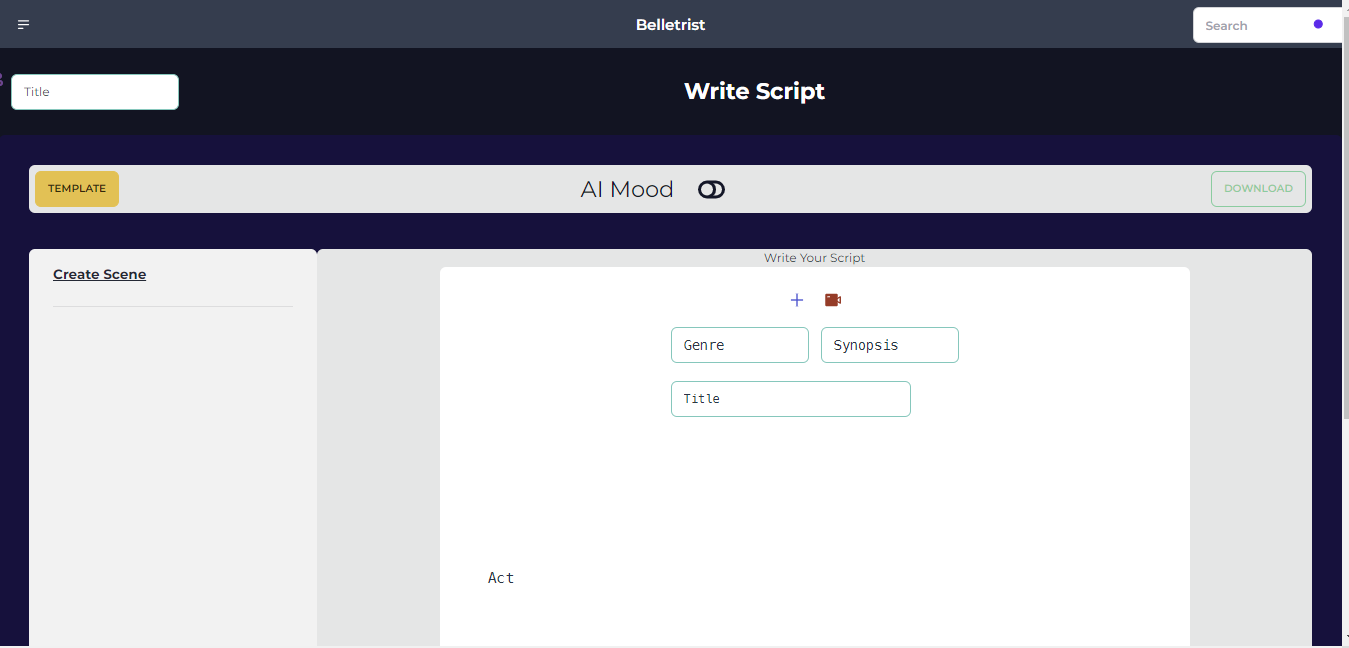 Belletrist
Search
Title
Write Script
TEMPLATE
AI Mood
DOWNLOAD
Create Scene
Write Your Script
Genre
Synopsis
Title
Act